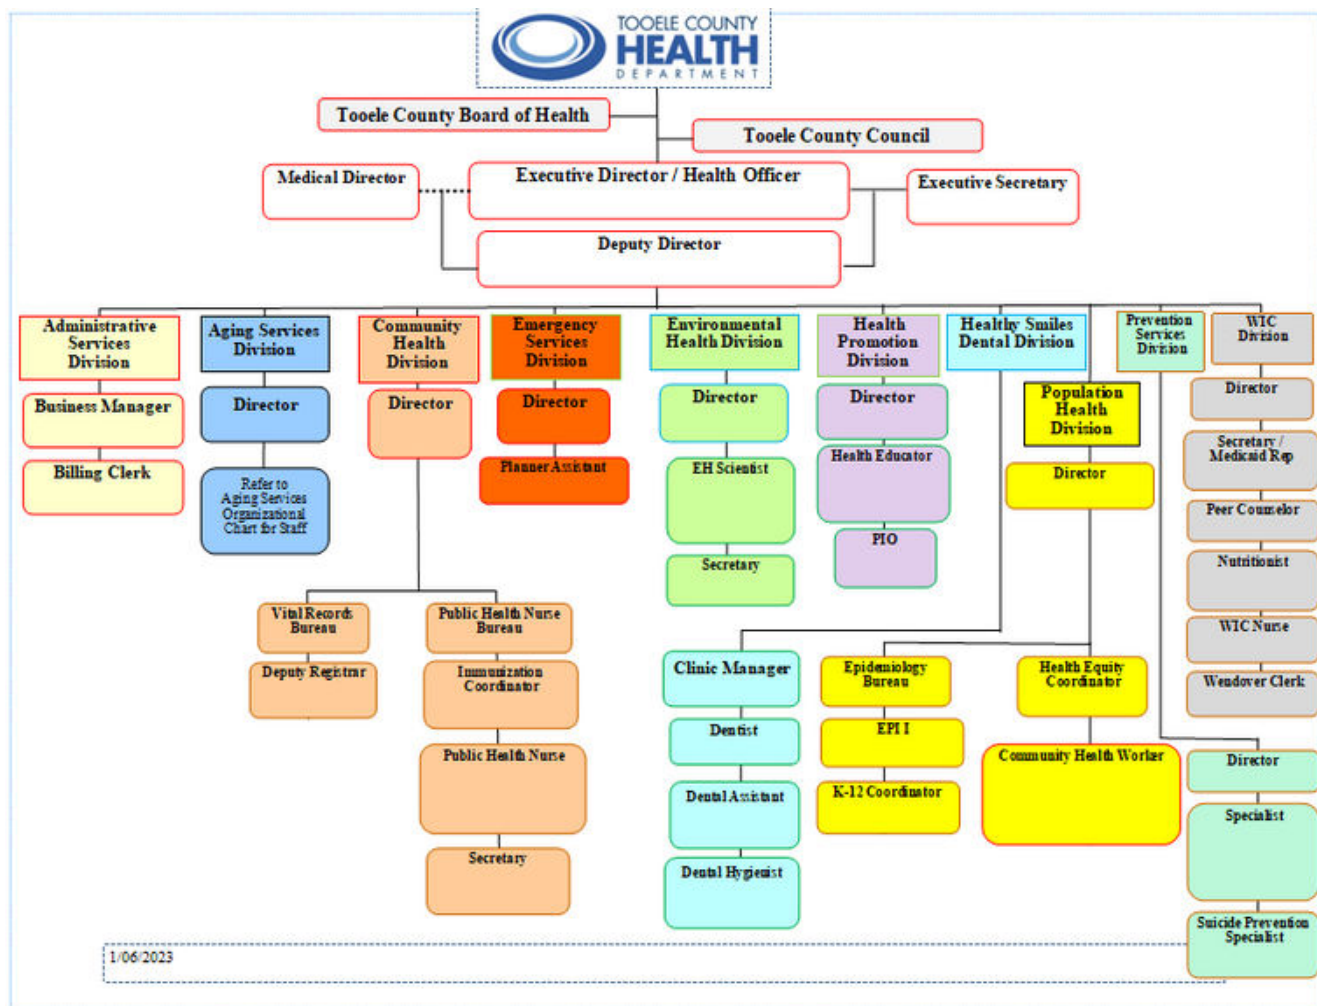 TOOELE COUNTY
HEALTH
DEPARTMENT
Tooele County Board of Health
Tooele County Council
Medical Director
Executive Director / Health Officer
Executive Secretary
Deputy Director
Administrative
Services
Division
Business Manager
Billing Clerk
Aging Services
Division
Director
Refer to
Aging Services
Organizational
Chart for Staff
Community
Health
Division
Director
Vital Records
Bureau
Deputy Registrar
Public Health Nurse
Bureau
Immunization
Coordinator
Public Health Nurse
Secretary
Emergency
Services
Division
Director
Planner Assistant
Environmental
Health Division
Director
EH Scientist
Secretary
Health
Promotion
Division
Director
Health Educator
PIO
Healthy Smiles
Dental Division
Clinic Manager
Dentist
Dental Assistant
Dental Hygienist
Population
Health
Division
Director
Epidemiology
Bureau
EPI I
K-12 Coordinator
Health Equity
Coordinator
Community Health Worker
Prevention
Services
Division
Director
Specialist
Suicide Prevention
Specialist
WIC
Division
Director
Secretary /
Medicaid Rep
Peer Counselor
Nutritionist
WIC Nurse
Wendover Clerk
1/06/2023